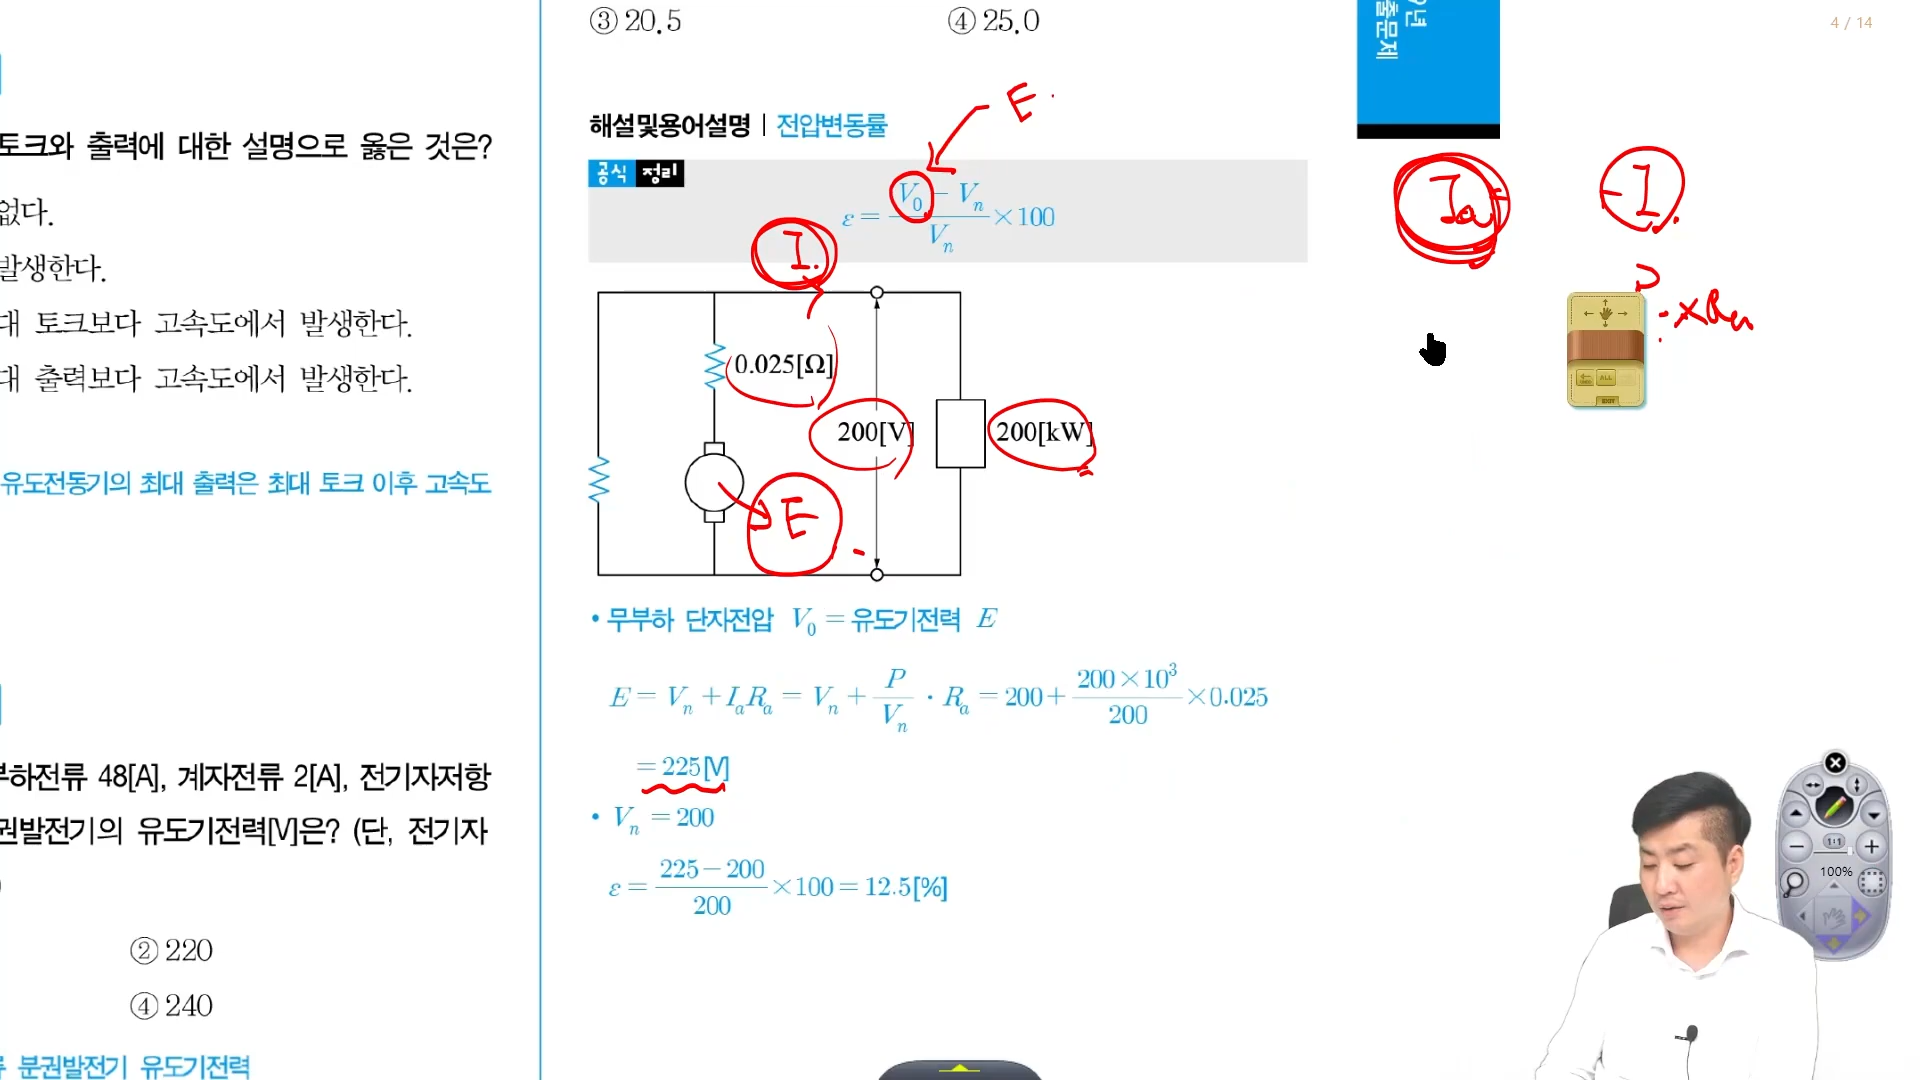 4 / 14
토크와 출력에 대한 설명으로 옳은 것은?
없다.
발생한다.
대 토크보다 고속도에서 발생한다.
대 출력보다 고속도에서 발생한다.
유도전동기의 최대 출력은 최대 토크 이후 고속도
부하전류 48[A], 계자전류 2[A], 전기자저항
권발전기의 유도기전력[V]은? (단, 전기자
② 220
④ 240
분권발전기 유도기전력
③ 20.5 ④ 25.0
해설및용어설명 | 전압변동률
공식 정리
E
ε = (V₀ − Vₙ) / Vₙ × 100
I
0.025[Ω]
200[V]
200[kW]
E
• 무부하 단자전압 V₀ = 유도기전력 E
E = Vₙ + IₐRₐ = Vₙ + P / Vₙ · Rₐ = 200 + 200×10³ / 200 × 0.025
= 225[V]
• Vₙ = 200
ε = (225 − 200) / 200 × 100 = 12.5[%]
년
출문제
Ia
I
×Ra
ALL
EXIT
1:1
100%